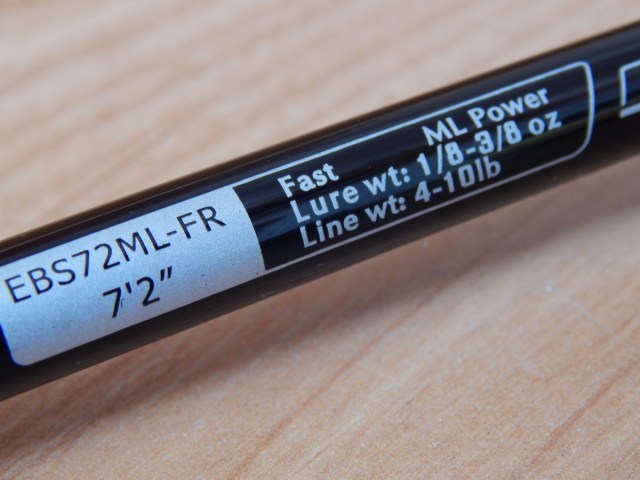 EBS72ML-FR
7'2"
Fast ML Power
Lure wt: 1/8-3/8 oz
Line wt: 4-10lb